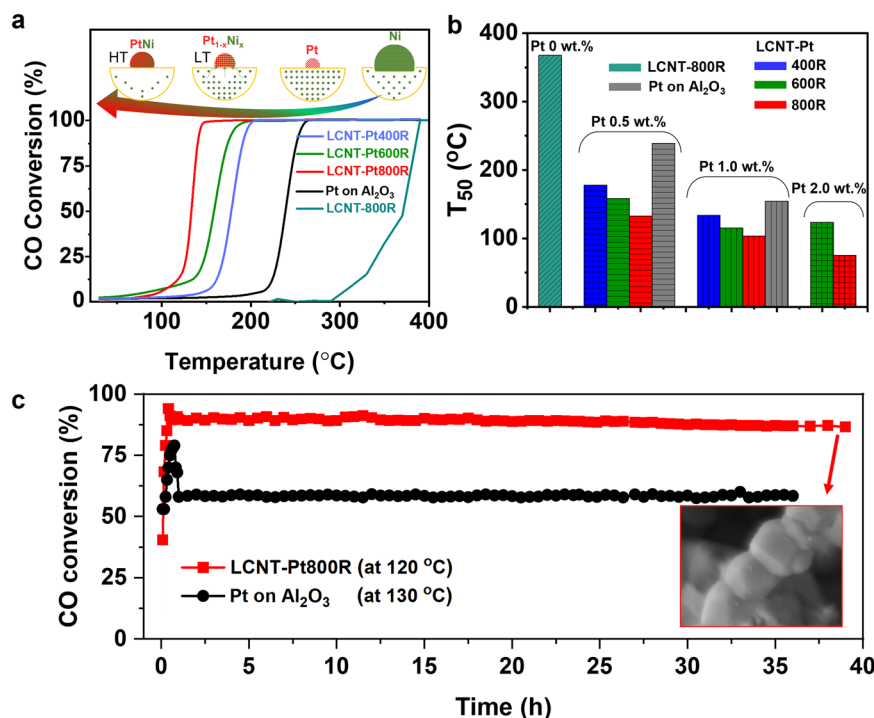 a
PtNi
Pt1-xNix
Pt
Ni
HT
LT
CO Conversion (%)
100
75
50
25
0
LCNT-Pt400R
LCNT-Pt600R
LCNT-Pt800R
Pt on Al2O3
LCNT-800R
100
200
300
400
Temperature (°C)
b
T50 (°C)
400
300
200
100
0
Pt 0 wt.%
LCNT-800R
Pt on Al2O3
LCNT-Pt
400R
600R
800R
Pt 0.5 wt.%
Pt 1.0 wt.%
Pt 2.0 wt.%
c
CO conversion (%)
100
75
50
25
0
LCNT-Pt800R (at 120 °C)
Pt on Al2O3 (at 130 °C)
0
5
10
15
20
25
30
35
40
Time (h)